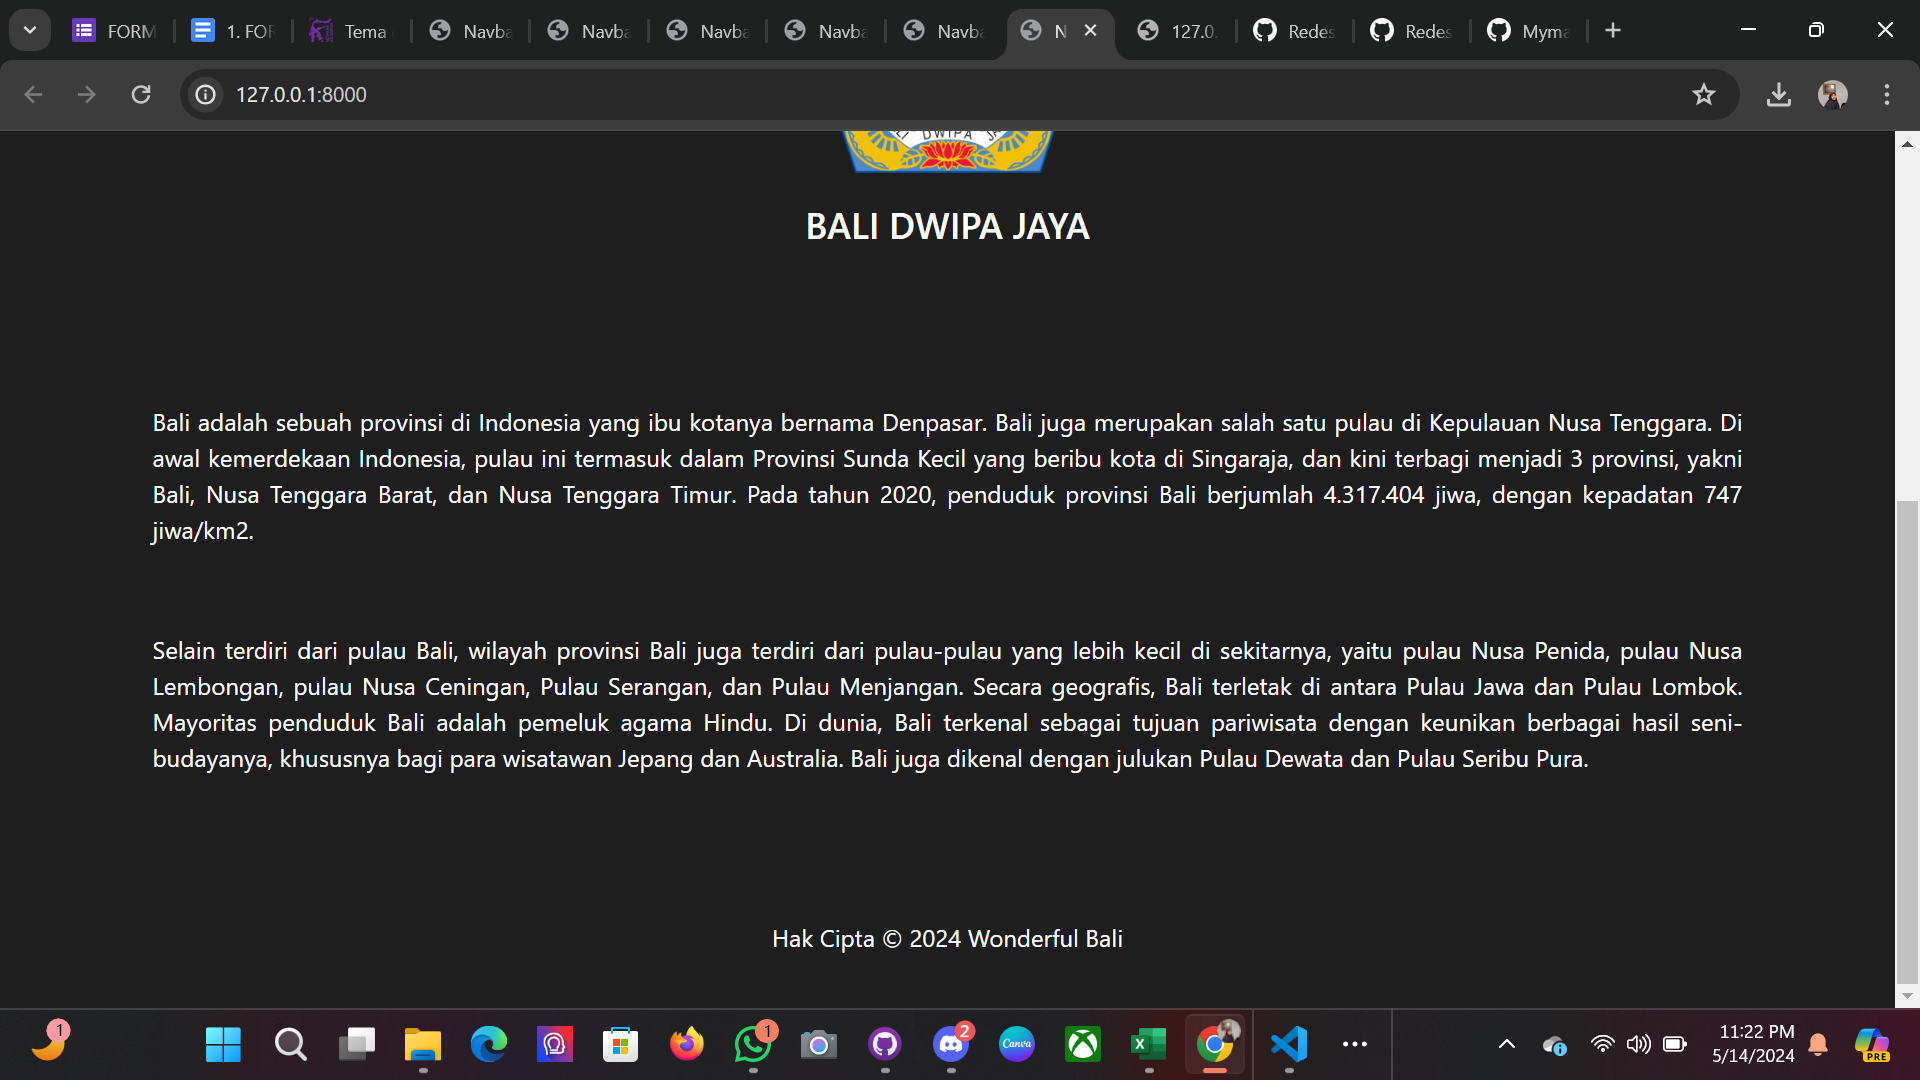 FORM
1. FOR
Tema
Navba
Navba
Navba
Navba
Navb
N
127.0.
Redes
Redes
Myma
127.0.0.1:8000
DWIPA
BALI DWIPA JAYA
Bali adalah sebuah provinsi di Indonesia yang ibu kotanya bernama Denpasar. Bali juga merupakan salah satu pulau di Kepulauan Nusa Tenggara. Di
awal kemerdekaan Indonesia, pulau ini termasuk dalam Provinsi Sunda Kecil yang beribu kota di Singaraja, dan kini terbagi menjadi 3 provinsi, yakni
Bali, Nusa Tenggara Barat, dan Nusa Tenggara Timur. Pada tahun 2020, penduduk provinsi Bali berjumlah 4.317.404 jiwa, dengan kepadatan 747
jiwa/km2.
Selain terdiri dari pulau Bali, wilayah provinsi Bali juga terdiri dari pulau-pulau yang lebih kecil di sekitarnya, yaitu pulau Nusa Penida, pulau Nusa
Lembongan, pulau Nusa Ceningan, Pulau Serangan, dan Pulau Menjangan. Secara geografis, Bali terletak di antara Pulau Jawa dan Pulau Lombok.
Mayoritas penduduk Bali adalah pemeluk agama Hindu. Di dunia, Bali terkenal sebagai tujuan pariwisata dengan keunikan berbagai hasil seni-
budayanya, khususnya bagi para wisatawan Jepang dan Australia. Bali juga dikenal dengan julukan Pulau Dewata dan Pulau Seribu Pura.
Hak Cipta © 2024 Wonderful Bali
1
1
2
Canva
X
11:22 PM
5/14/2024
PRE